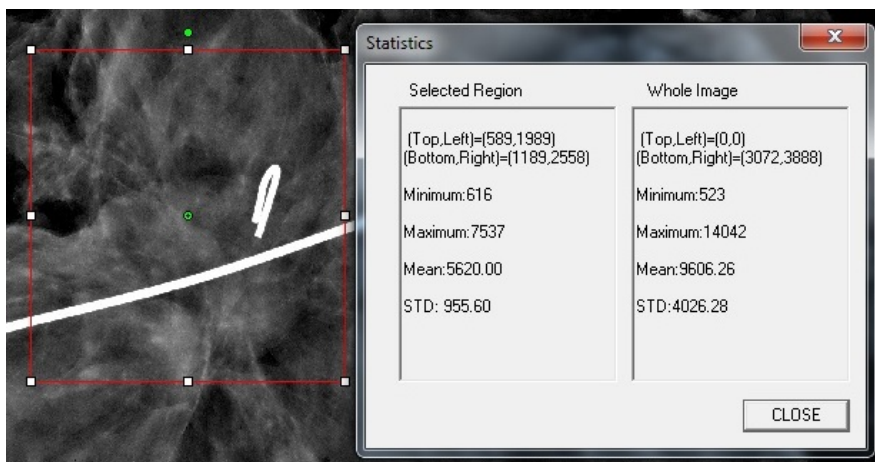 Statistics
Selected Region
(Top,Left)=(589,1989)
(Bottom,Right)=(1189,2558)
Minimum:616
Maximum:7537
Mean:5620.00
STD: 955.60
Whole Image
(Top,Left)=(0,0)
(Bottom,Right)=(3072,3888)
Minimum:523
Maximum:14042
Mean:9606.26
STD:4026.28
CLOSE